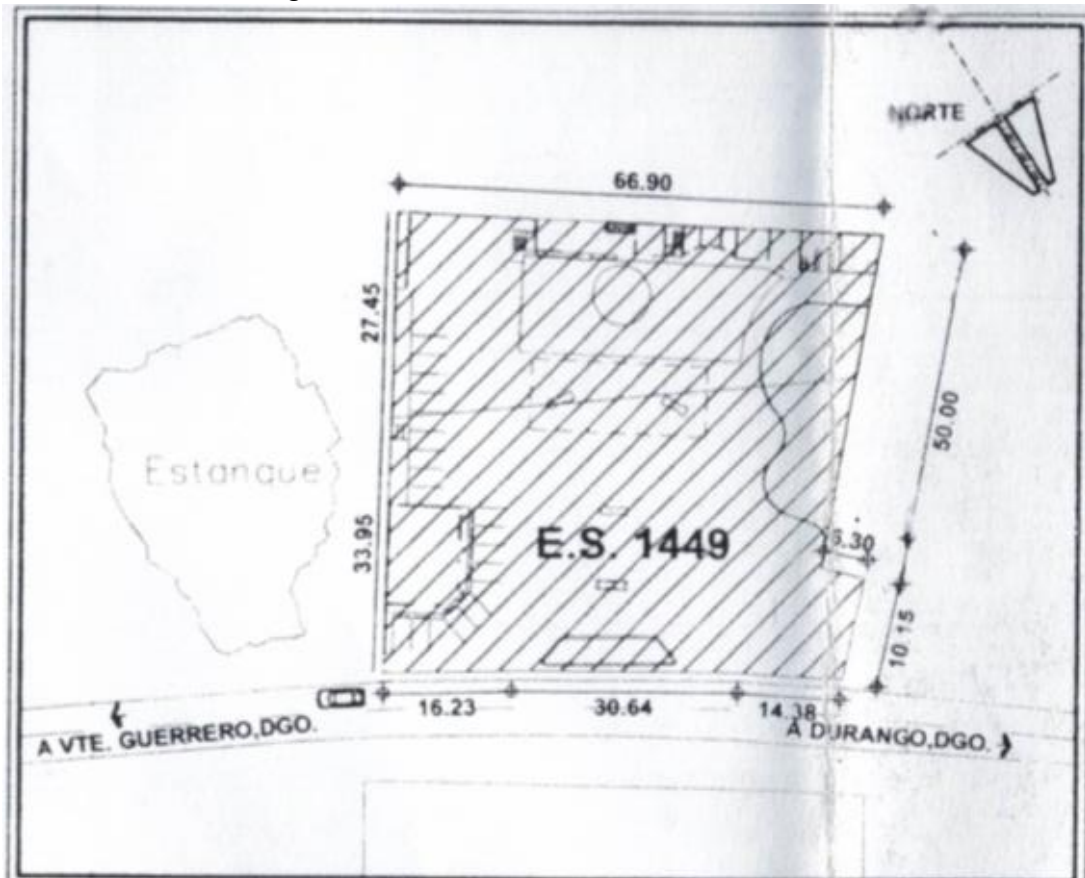 NORTE
66.90
27.45
50.00
Estanque
33.95
E.S. 1449
6.30
10.15
16.23
30.64
14.38
A VTE. GUERRERO,DGO.
A DURANGO,DGO.